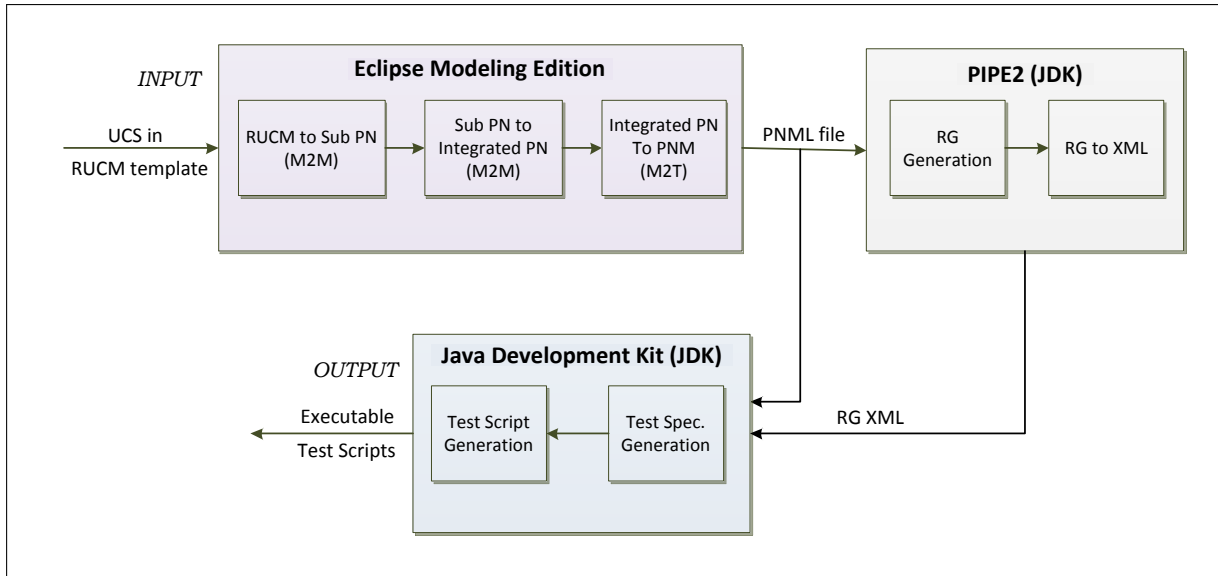 INPUT
UCS in
RUCM template
Eclipse Modeling Edition
RUCM to Sub PN
(M2M)
Sub PN to
Integrated PN
(M2M)
Integrated PN
To PNM
(M2T)
PNML file
PIPE2 (JDK)
RG
Generation
RG to XML
OUTPUT
Executable
Test Scripts
Java Development Kit (JDK)
Test Script
Generation
Test Spec.
Generation
RG XML